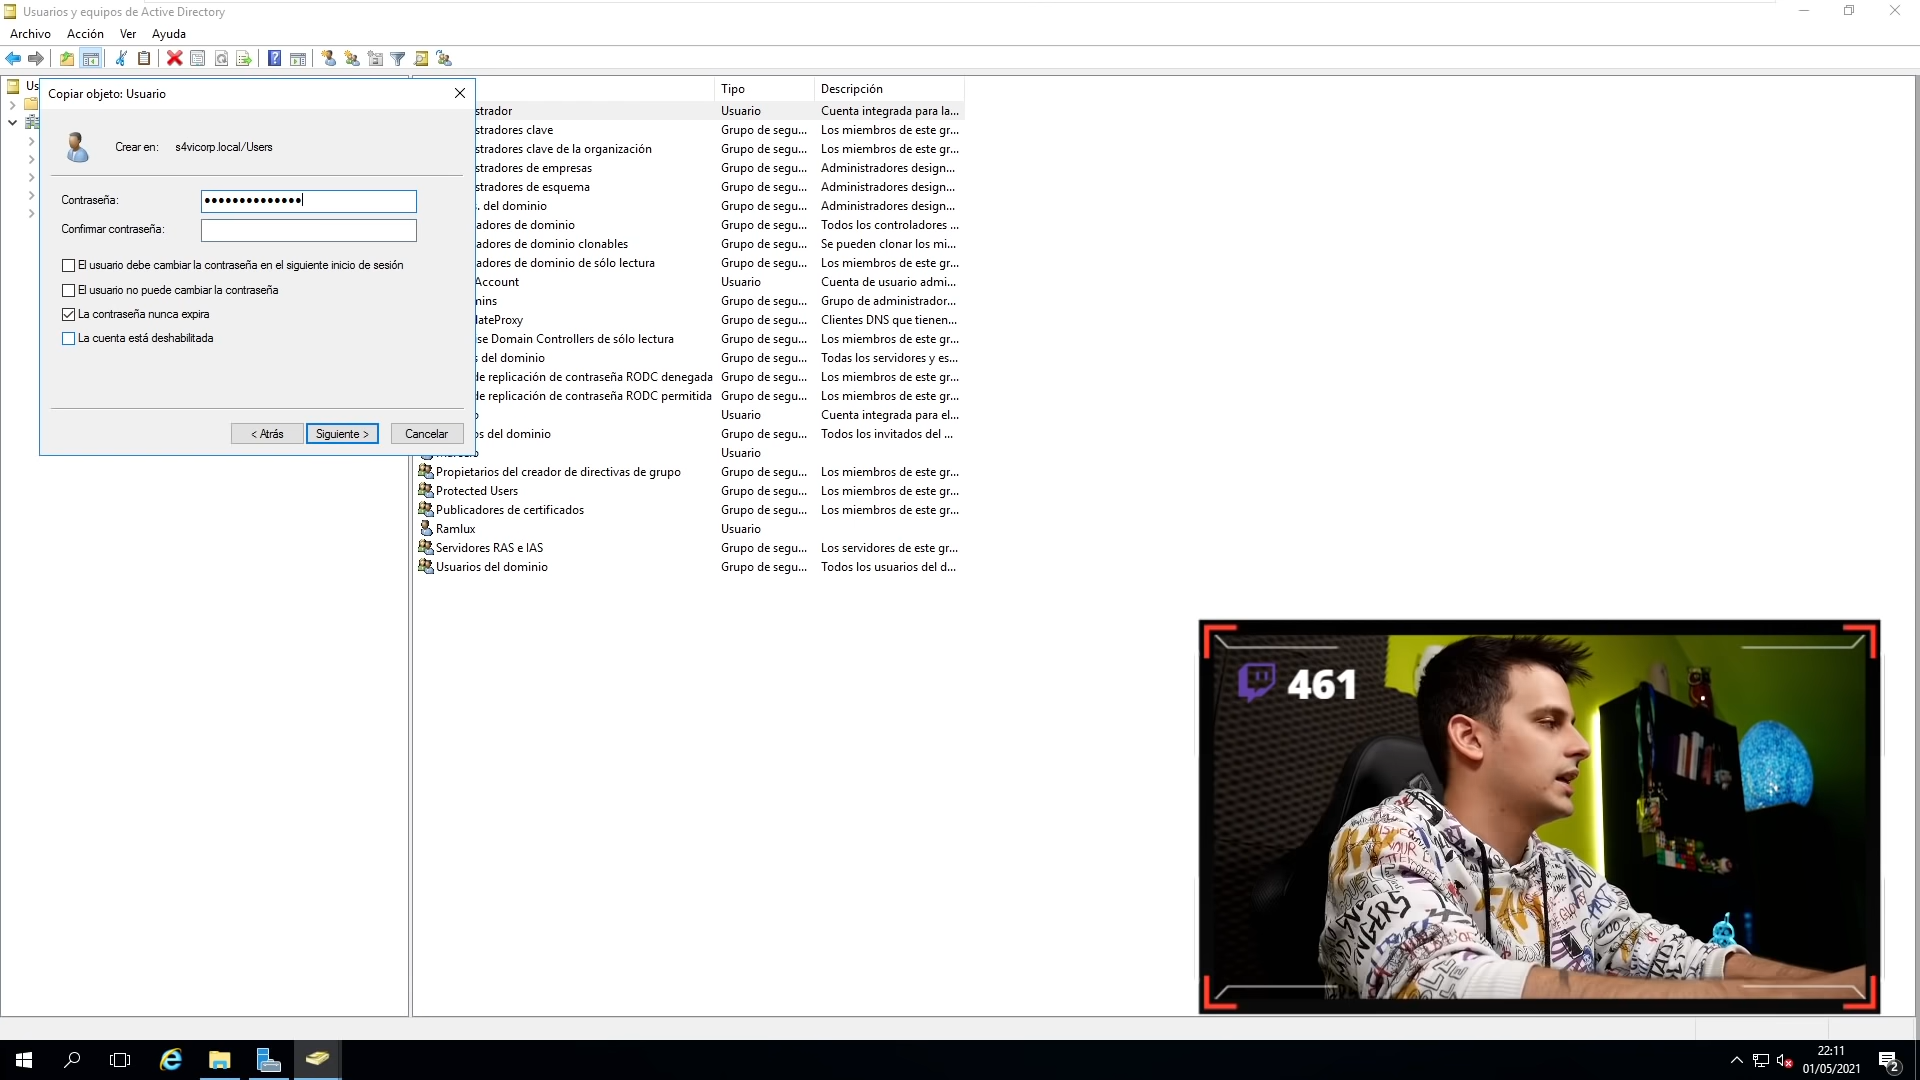 Usuarios y equipos de Active Directory
Archivo Acción Ver Ayuda
Us
Copiar objeto: Usuario
Crear en: s4vicorp.local/Users
Contraseña: ••••••••••••••
Confirmar contraseña:
El usuario debe cambiar la contraseña en el siguiente inicio de sesión
El usuario no puede cambiar la contraseña
La contraseña nunca expira
La cuenta está deshabilitada
< Atrás Siguiente > Cancelar
Tipo Descripción
strador Usuario Cuenta integrada para la...
stradores clave Grupo de segu... Los miembros de este gr...
stradores clave de la organización Grupo de segu... Los miembros de este gr...
stradores de empresas Grupo de segu... Administradores design...
stradores de esquema Grupo de segu... Administradores design...
. del dominio Grupo de segu... Administradores design...
adores de dominio Grupo de segu... Todos los controladores ...
adores de dominio clonables Grupo de segu... Se pueden clonar los mi...
adores de dominio de sólo lectura Grupo de segu... Los miembros de este gr...
Account Usuario Cuenta de usuario admi...
mins Grupo de segu... Grupo de administrador...
lateProxy Grupo de segu... Clientes DNS que tienen...
se Domain Controllers de sólo lectura Grupo de segu... Los miembros de este gr...
s del dominio Grupo de segu... Todas los servidores y es...
de replicación de contraseña RODC denegada Grupo de segu... Los miembros de este gr...
de replicación de contraseña RODC permitida Grupo de segu... Los miembros de este gr...
o Usuario Cuenta integrada para el...
os del dominio Grupo de segu... Todos los invitados del ...
Usuario
Propietarios del creador de directivas de grupo Grupo de segu... Los miembros de este gr...
Protected Users Grupo de segu... Los miembros de este gr...
Publicadores de certificados Grupo de segu... Los miembros de este gr...
Ramlux Usuario
Servidores RAS e IAS Grupo de segu... Los servidores de este gr...
Usuarios del dominio Grupo de segu... Todos los usuarios del d...
461
22:11
01/05/2021
2